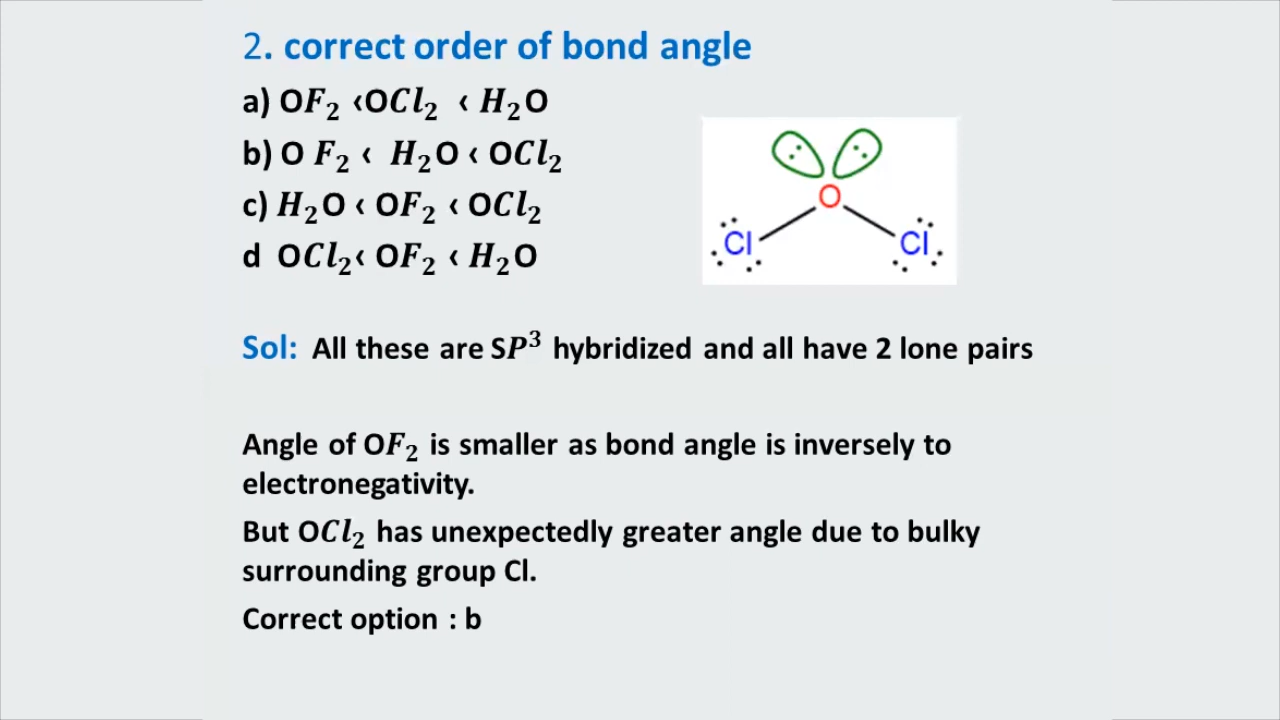 2. correct order of bond angle
a) OF₂ ‹OCl₂ ‹ H₂O
b) O F₂ ‹ H₂O ‹ OCl₂
c) H₂O ‹ OF₂ ‹ OCl₂
d OCl₂‹ OF₂ ‹ H₂O
O
Cl Cl
Sol: All these are SP³ hybridized and all have 2 lone pairs
Angle of OF₂ is smaller as bond angle is inversely to
electronegativity.
But OCl₂ has unexpectedly greater angle due to bulky
surrounding group Cl.
Correct option : b